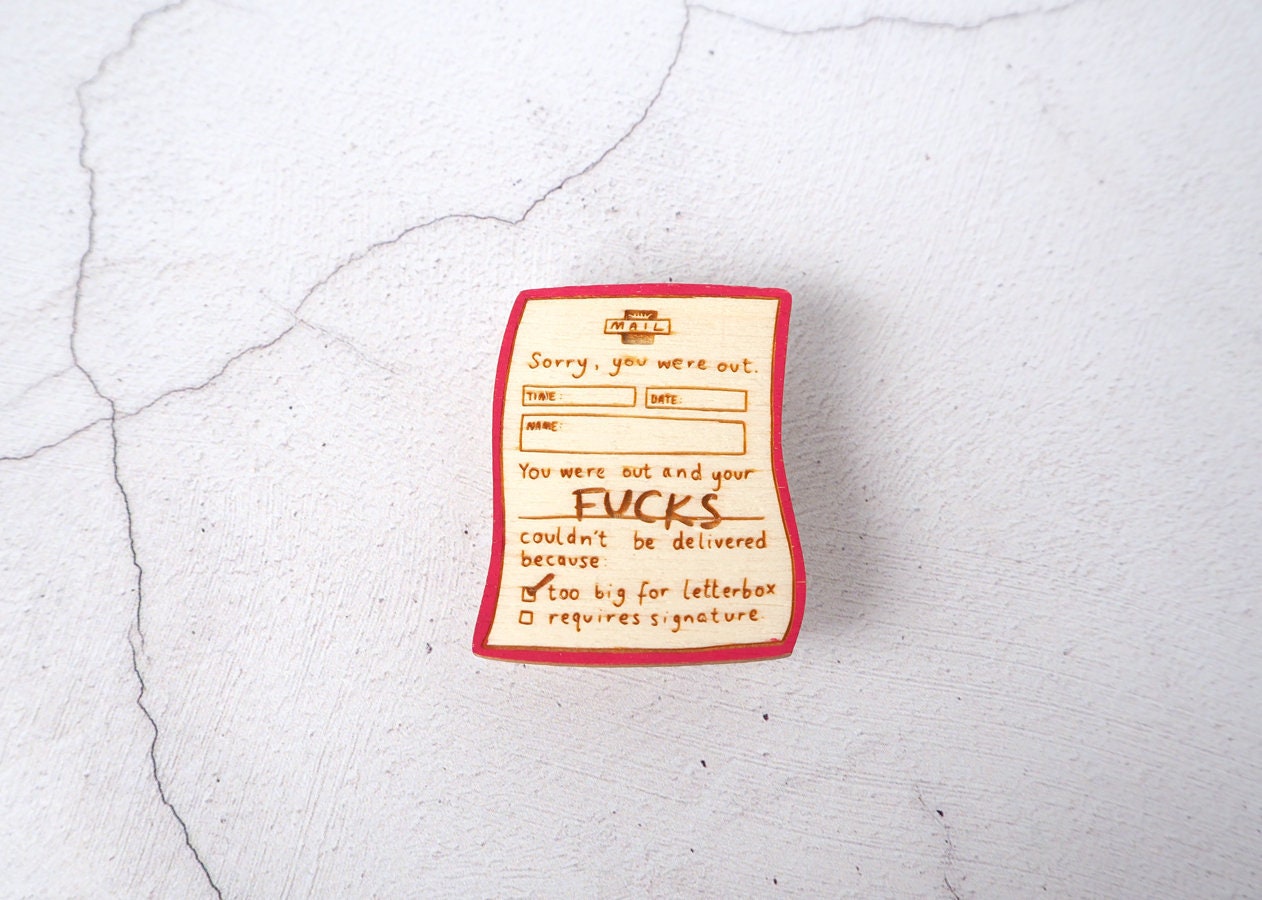 MAIL
Sorry, you were out.
TIME: DATE:
NAME:
You were out and your
FUCKS
couldn't be delivered
because:
too big for letterbox
requires signature